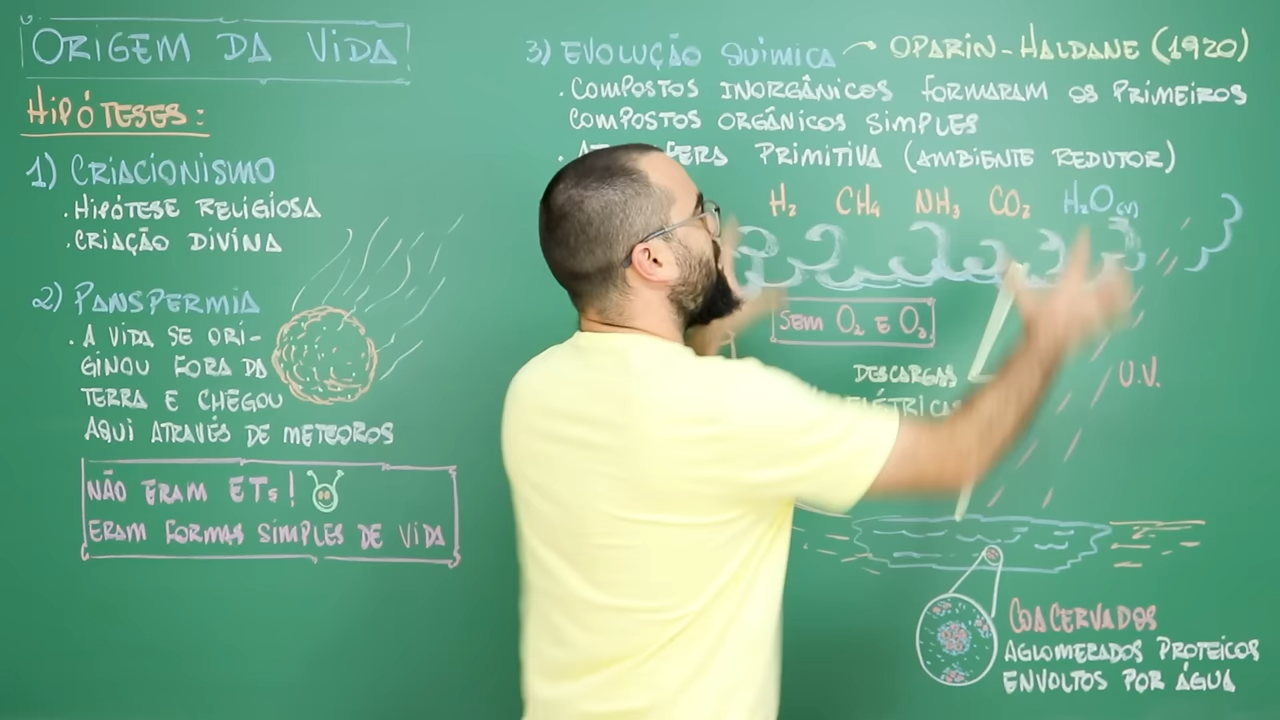 ORIGEM DA VIDA
HIPÓTESES:
1) CRIACIONISMO
. HIPÓTESE RELIGIOSA
. CRIAÇÃO DIVINA
2) PANSPERMIA
. A VIDA SE ORI-
GINOU FORA DA
TERRA E CHEGOU
AQUI ATRAVÉS DE METEOROS
NÃO ERAM ETs!
ERAM FORMAS SIMPLES DE VIDA
3) EVOLUÇÃO QUÍMICA OPARIN-HALDANE (1920)
. COMPOSTOS INORGÂNICOS FORMARAM OS PRIMEIROS
COMPOSTOS ORGÂNICOS SIMPLES
. PRIMITIVA (AMBIENTE REDUTOR)
H₂ CH₄ NH₃ CO₂ H₂O(v)
SEM O₂ E O₃
DESCARGAS
U.V.
COACERVADOS
AGLOMERADOS PROTEICOS
ENVOLTOS POR ÁGUA